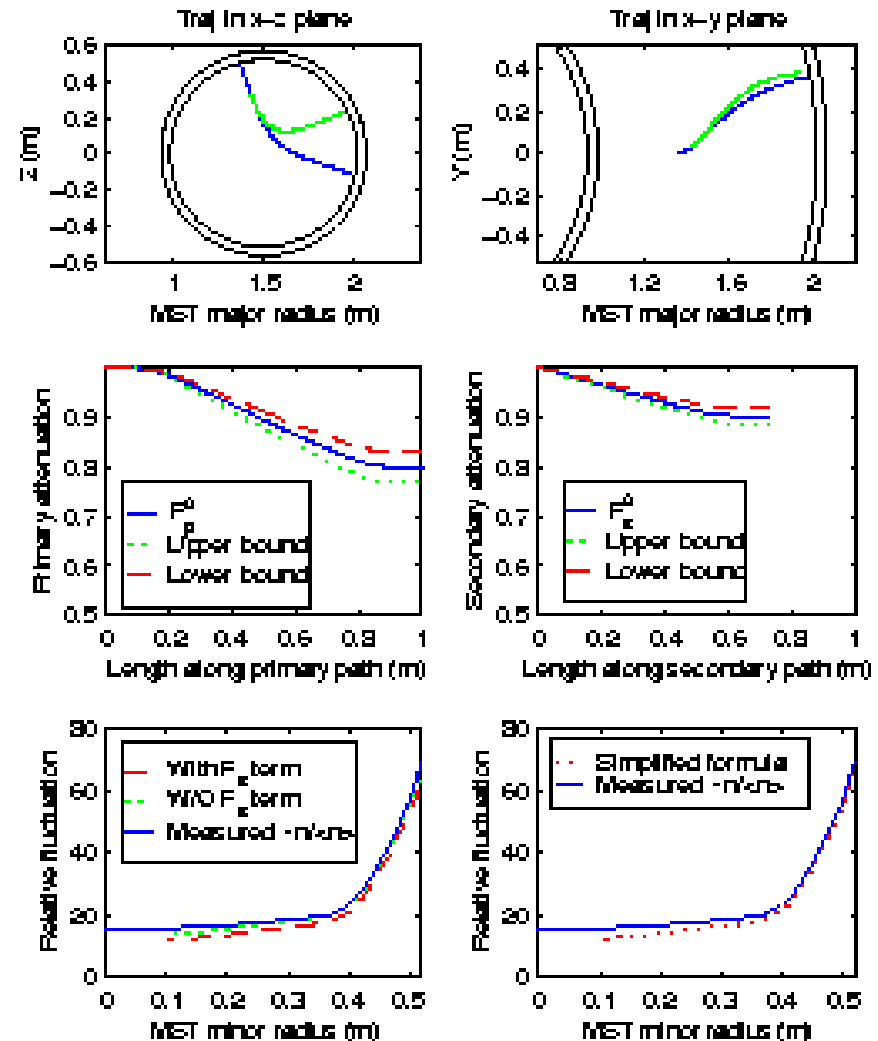 Traj in x-z plane
Traj in x-y plane
0.6
0.4
0.2
0
-0.2
-0.4
-0.6
Z (m)
1
1.5
2
MST major radius (m)
0.4
0.2
0
-0.2
-0.4
Y (m)
0.8
1.2
1.6
2
MST major radius (m)
0.9
0.8
0.7
0.6
0.5
Primary attenuation
Upper bound
Lower bound
0
0.2
0.4
0.6
0.8
1
Length along primary path (m)
0.9
0.8
0.7
0.6
0.5
Secondary attenuation
Upper bound
Lower bound
0
0.2
0.4
0.6
0.8
1
Length along secondary path (m)
80
60
40
20
0
Relative fluctuation
With F term
W/O F term
Measured ~n/<n>
0
0.1
0.2
0.3
0.4
0.5
MST minor radius (m)
80
60
40
20
0
Relative fluctuation
Simplified formula
Measured ~n/<n>
0
0.1
0.2
0.3
0.4
0.5
MST minor radius (m)